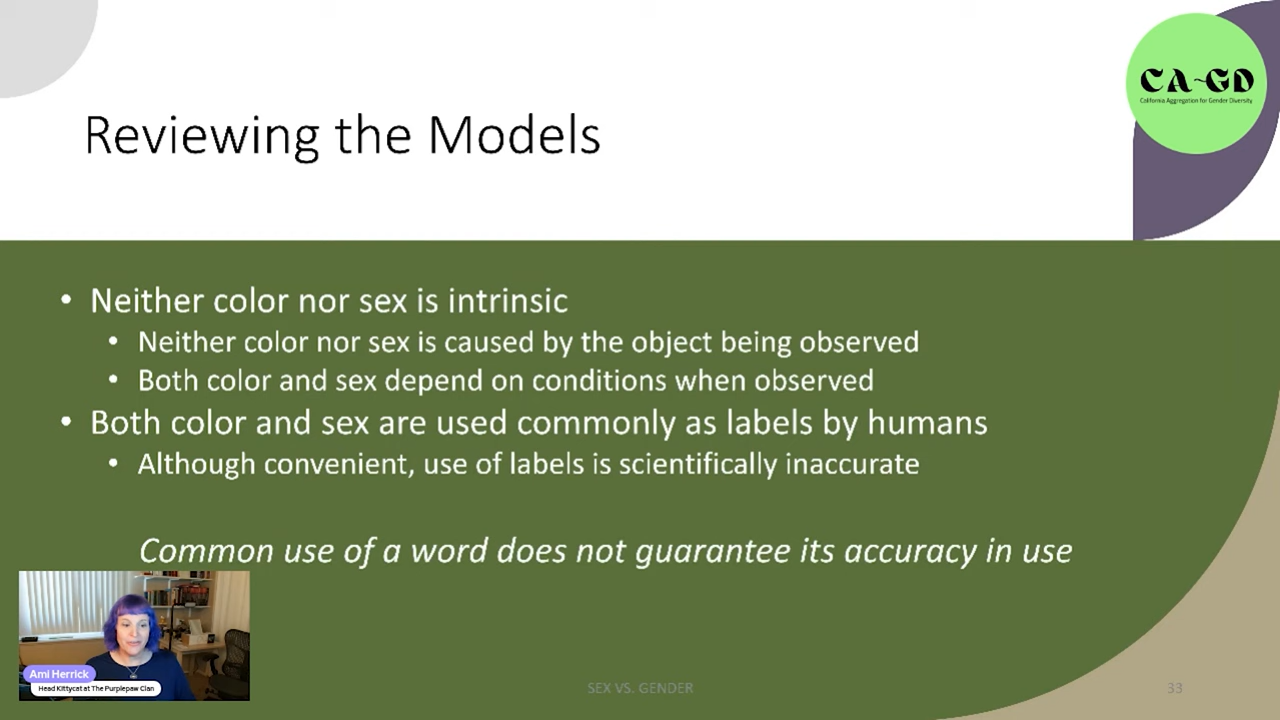 CA~GD
California Aggregation for Gender Diversity
Reviewing the Models
• Neither color nor sex is intrinsic
• Neither color nor sex is caused by the object being observed
• Both color and sex depend on conditions when observed
• Both color and sex are used commonly as labels by humans
• Although convenient, use of labels is scientifically inaccurate
Common use of a word does not guarantee its accuracy in use
Ami Herrick
Head Kittycat at The Purplepaw Clan
SEX VS. GENDER
33